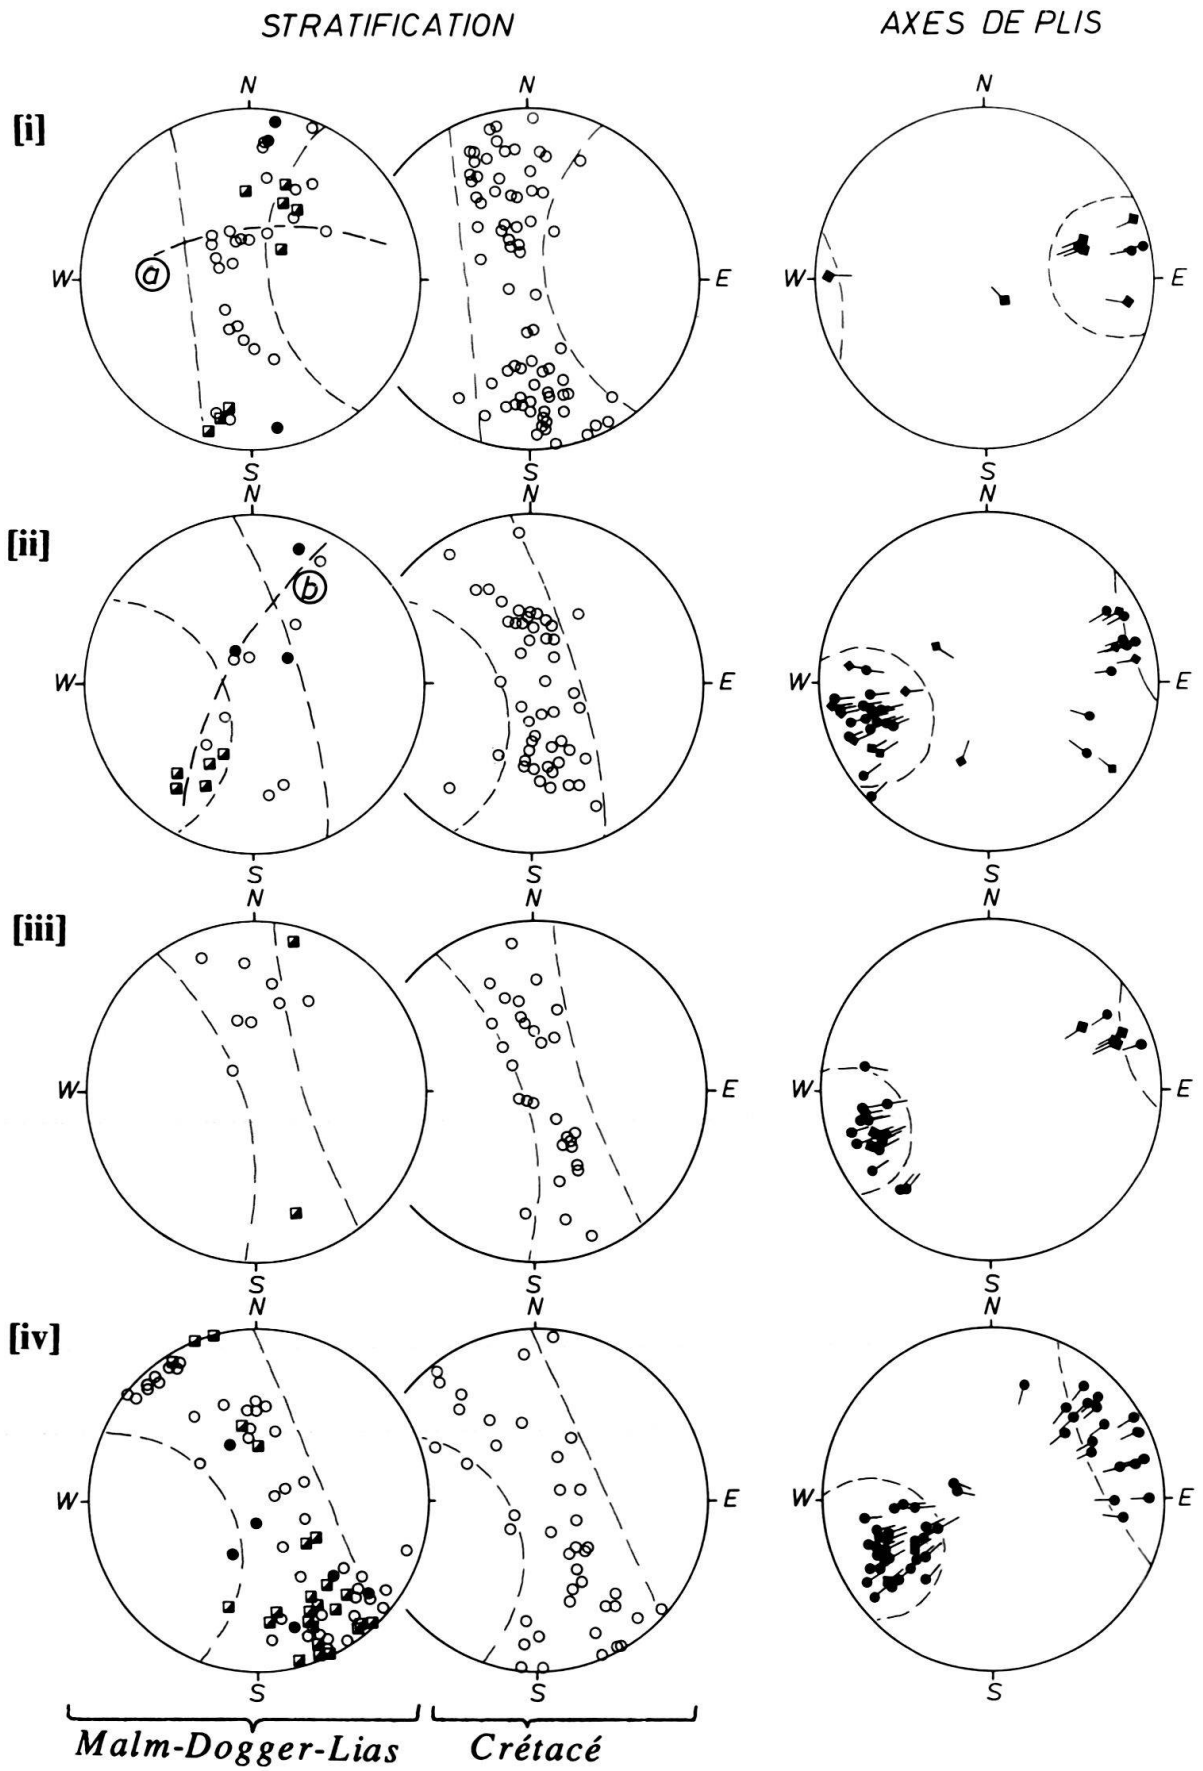 STRATIFICATION AXES DE PLIS
[i] N N N
W ⓐ E W E
S S S
[ii] N N N
ⓑ
W E W E
S S S
[iii] N N N
W E W E
S S S
[iv] N N N
W E W E
S S S
Malm-Dogger-Lias Crétacé